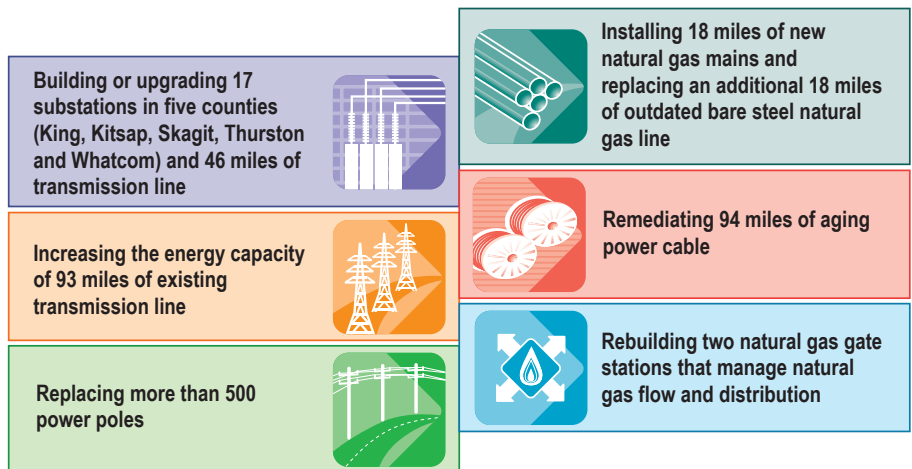 Building or upgrading 17
substations in five counties
(King, Kitsap, Skagit, Thurston
and Whatcom) and 46 miles of
transmission line
Increasing the energy capacity
of 93 miles of existing
transmission line
Replacing more than 500
power poles
Installing 18 miles of new
natural gas mains and
replacing an additional 18 miles
of outdated bare steel natural
gas line
Remediating 94 miles of aging
power cable
Rebuilding two natural gas gate
stations that manage natural
gas flow and distribution